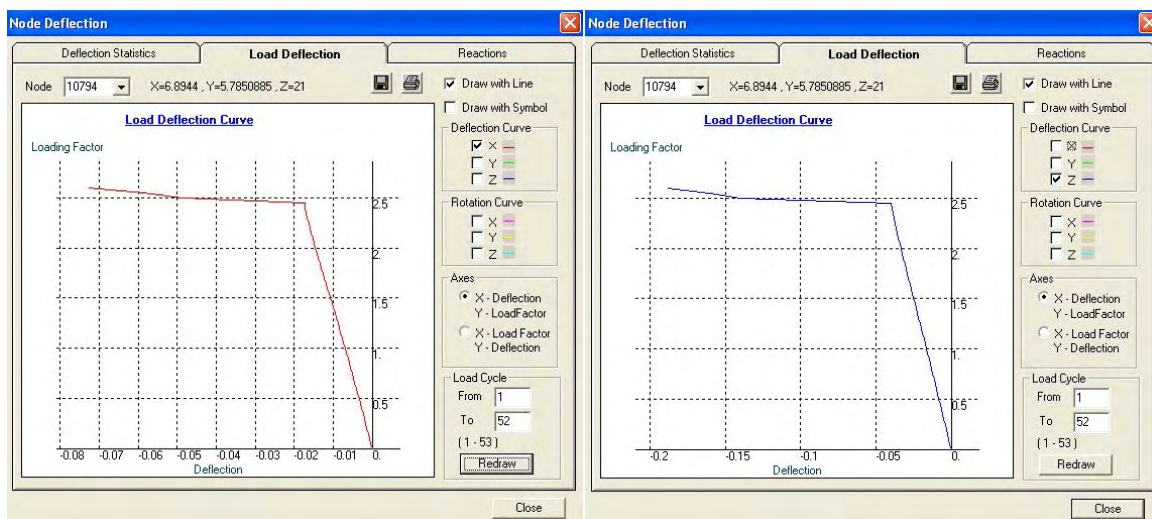 Node Deflection
Deflection Statistics
Load Deflection
Reactions
Node 10794 X=6.8944 , Y=5.7850885 , Z=21
Draw with Line
Draw with Symbol
Load Deflection Curve
Loading Factor
2.5
2.
1.5
1.
0.5
-0.08 -0.07 -0.06 -0.05 -0.04 -0.03 -0.02 -0.01 0.
Deflection
Deflection Curve
X
Y
Z
Rotation Curve
X
Y
Z
Axes
X - Deflection
Y - LoadFactor
X - Load Factor
Y - Deflection
Load Cycle
From 1
To 52
( 1 - 53 )
Redraw
Close
Node Deflection
Deflection Statistics
Load Deflection
Reactions
Node 10794 X=6.8944 , Y=5.7850885 , Z=21
Draw with Line
Draw with Symbol
Load Deflection Curve
Loading Factor
2.5
2.
1.5
1.
0.5
-0.2 -0.15 -0.1 -0.05 0.
Deflection
Deflection Curve
X
Y
Z
Rotation Curve
X
Y
Z
Axes
X - Deflection
Y - LoadFactor
X - Load Factor
Y - Deflection
Load Cycle
From 1
To 52
( 1 - 53 )
Redraw
Close